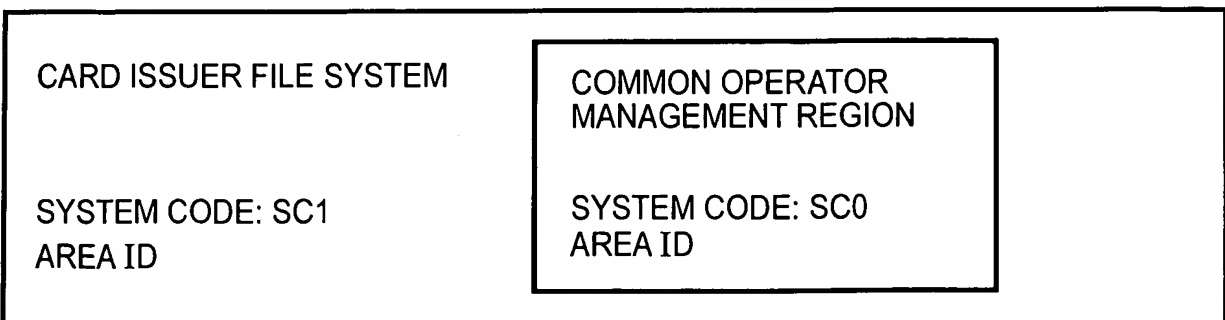 CARD ISSUER FILE SYSTEM
SYSTEM CODE: SC1
AREA ID
COMMON OPERATOR
MANAGEMENT REGION
SYSTEM CODE: SC0
AREA ID